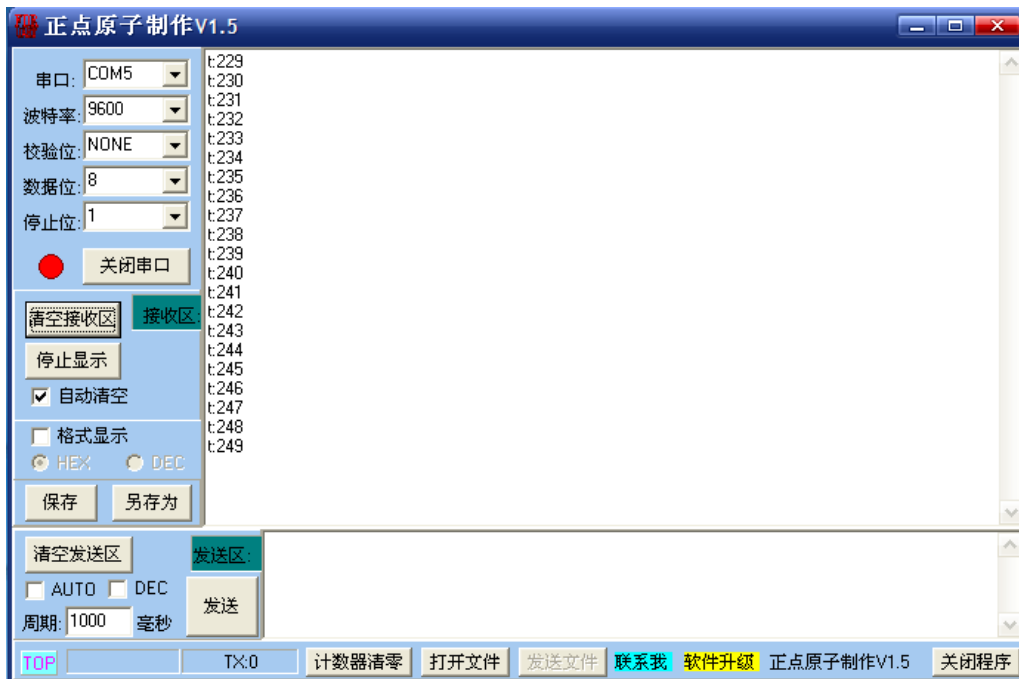 正点原子制作V1.5
串口: COM5
波特率: 9600
校验位: NONE
数据位: 8
停止位: 1
关闭串口
清空接收区 接收区:
停止显示
自动清空
格式显示
HEX DEC
保存 另存为
t:229
t:230
t:231
t:232
t:233
t:234
t:235
t:236
t:237
t:238
t:239
t:240
t:241
t:242
t:243
t:244
t:245
t:246
t:247
t:248
t:249
清空发送区 发送区:
AUTO DEC
周期: 1000 毫秒
发送
TOP TX:0 计数器清零 打开文件 发送文件 联系我 软件升级 正点原子制作V1.5 关闭程序